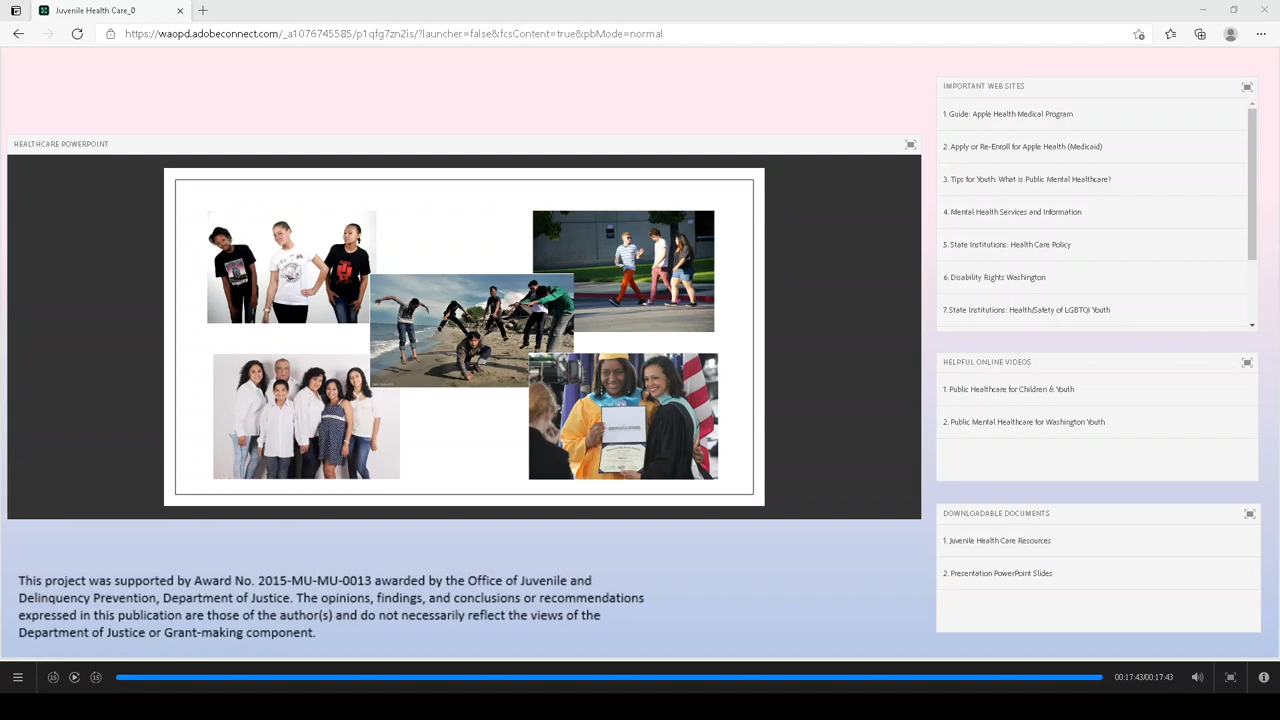 Juvenile Health Care_0
https://waopd.adobeconnect.com/_a1076745585/p1qfg7zn2is/?launcher=false&fcsContent=true&pbMode=normal
HEALTHCARE POWERPOINT
IMPORTANT WEB SITES
1. Guide: Apple Health Medical Program
2. Apply or Re-Enroll for Apple Health (Medicaid)
3. Tips for Youth: What is Public Mental Healthcare?
4. Mental Health Services and Information
5. State Institutions: Health Care Policy
6. Disability Rights Washington
7.State Institutions: Health/Safety of LGBTQI Youth
HELPFUL ONLINE VIDEOS
1. Public Healthcare for Children & Youth
2. Public Mental Healthcare for Washington Youth
DOWNLOADABLE DOCUMENTS
1. Juvenile Health Care Resources
2. Presentation PowerPoint Slides
This project was supported by Award No. 2015-MU-MU-0013 awarded by the Office of Juvenile and
Delinquency Prevention, Department of Justice. The opinions, findings, and conclusions or recommendations
expressed in this publication are those of the author(s) and do not necessarily reflect the views of the
Department of Justice or Grant-making component.
15
15
00:17:43/00:17:43